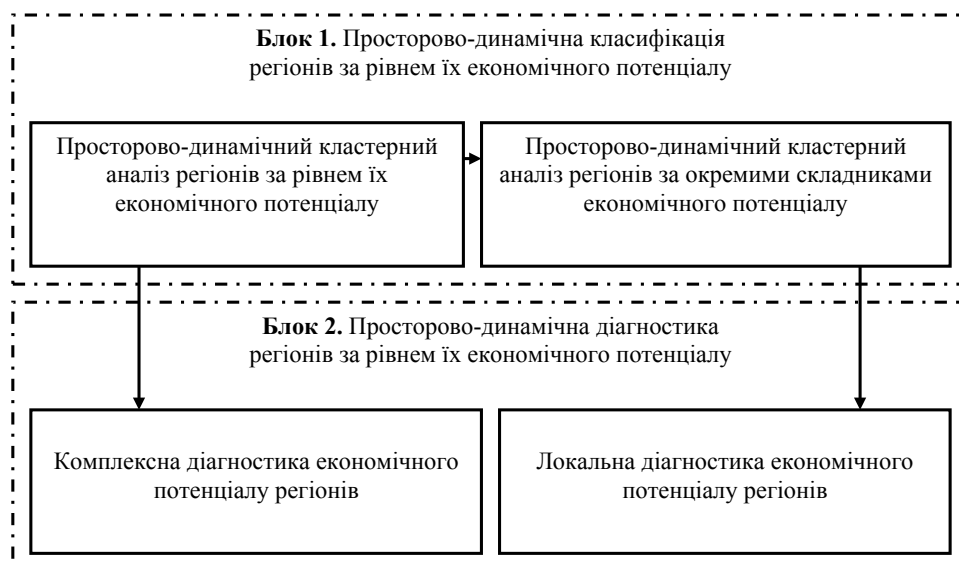 Блок 1. Просторово-динамічна класифікація
регіонів за рівнем їх економічного потенціалу
Просторово-динамічний кластерний
аналіз регіонів за рівнем їх
економічного потенціалу
Просторово-динамічний кластерний
аналіз регіонів за окремими складниками
економічного потенціалу
Блок 2. Просторово-динамічна діагностика
регіонів за рівнем їх економічного потенціалу
Комплексна діагностика економічного
потенціалу регіонів
Локальна діагностика економічного
потенціалу регіонів